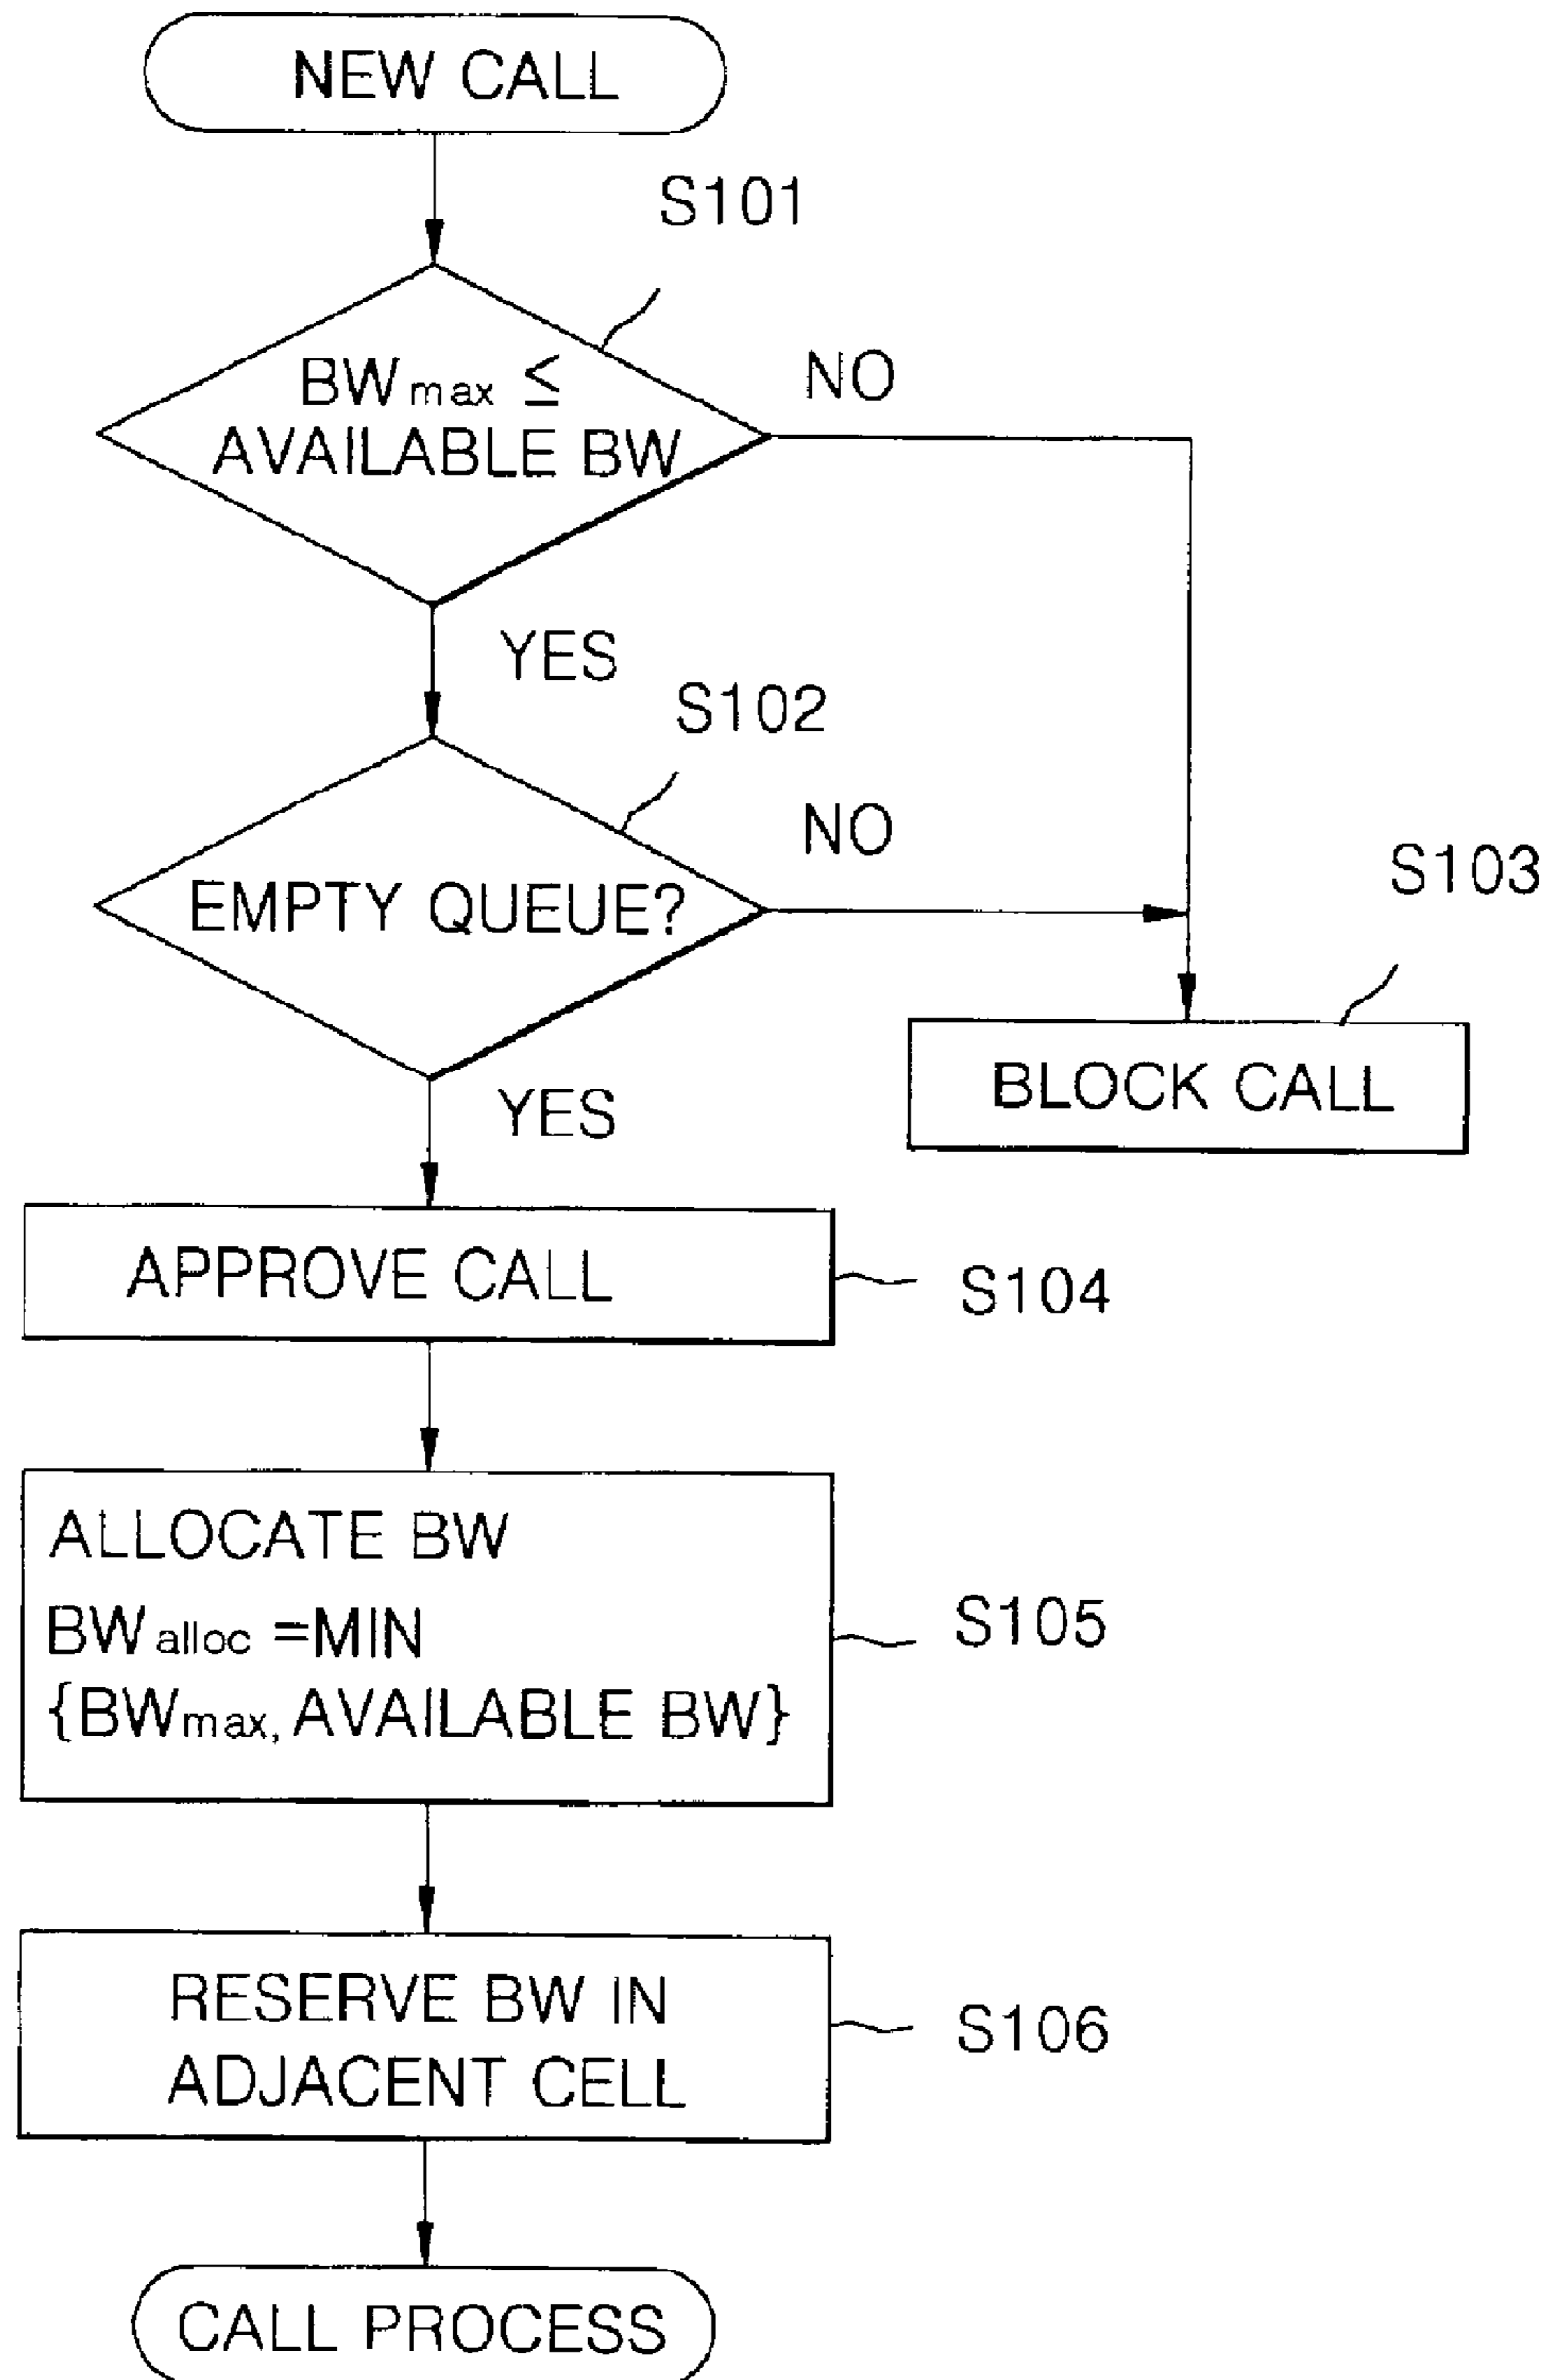 NEW CALL
S101
BWmax ≤
AVAILABLE BW
NO
YES
S102
EMPTY QUEUE?
NO
S103
BLOCK CALL
YES
APPROVE CALL
S104
ALLOCATE BW
BWalloc =MIN
{BWmax, AVAILABLE BW}
S105
RESERVE BW IN
ADJACENT CELL
S106
CALL PROCESS